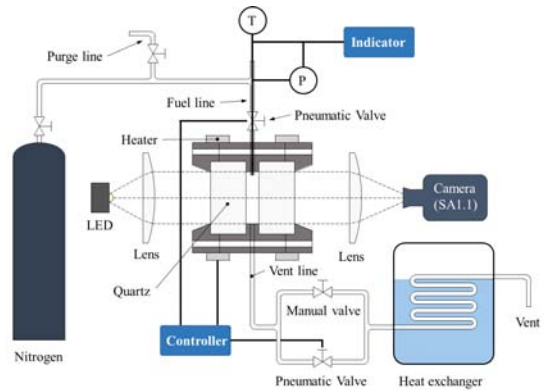 T
Indicator
Purge line
P
Fuel line
Pneumatic Valve
Heater
Camera
(SA1.1)
LED
Lens
Lens
Vent line
Quartz
Manual valve
Vent
Controller
Nitrogen
Pneumatic Valve
Heat exchanger